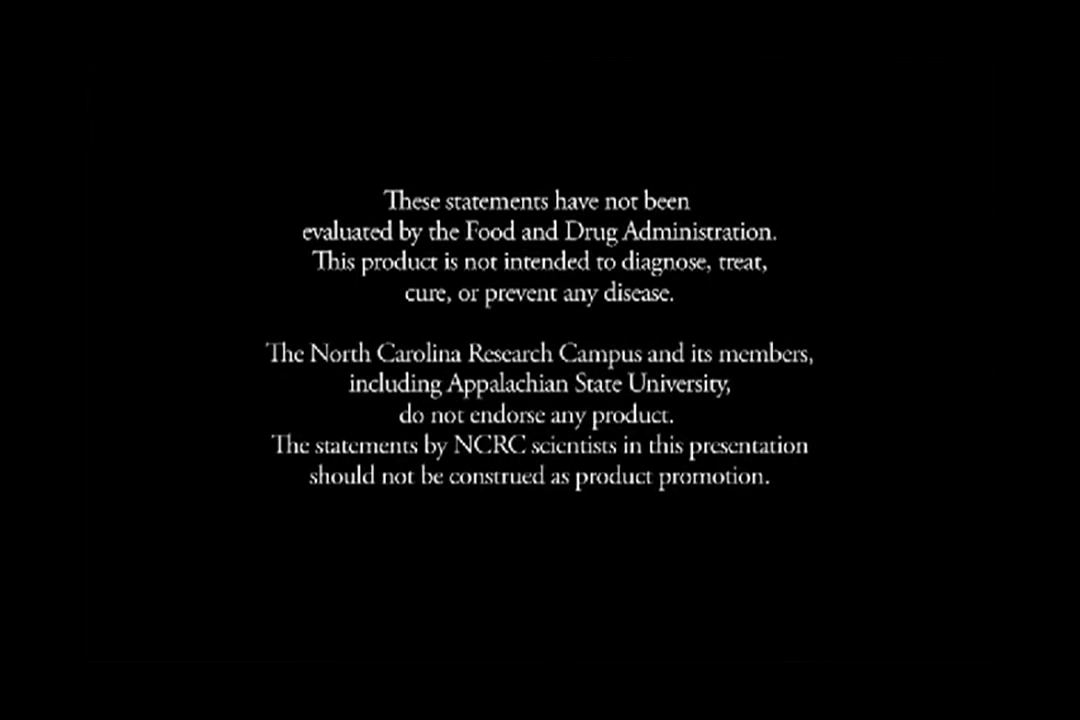 These statements have not been
evaluated by the Food and Drug Administration.
This product is not intended to diagnose, treat,
cure, or prevent any disease.
The North Carolina Research Campus and its members,
including Appalachian State University,
do not endorse any product.
The statements by NCRC scientists in this presentation
should not be construed as product promotion.